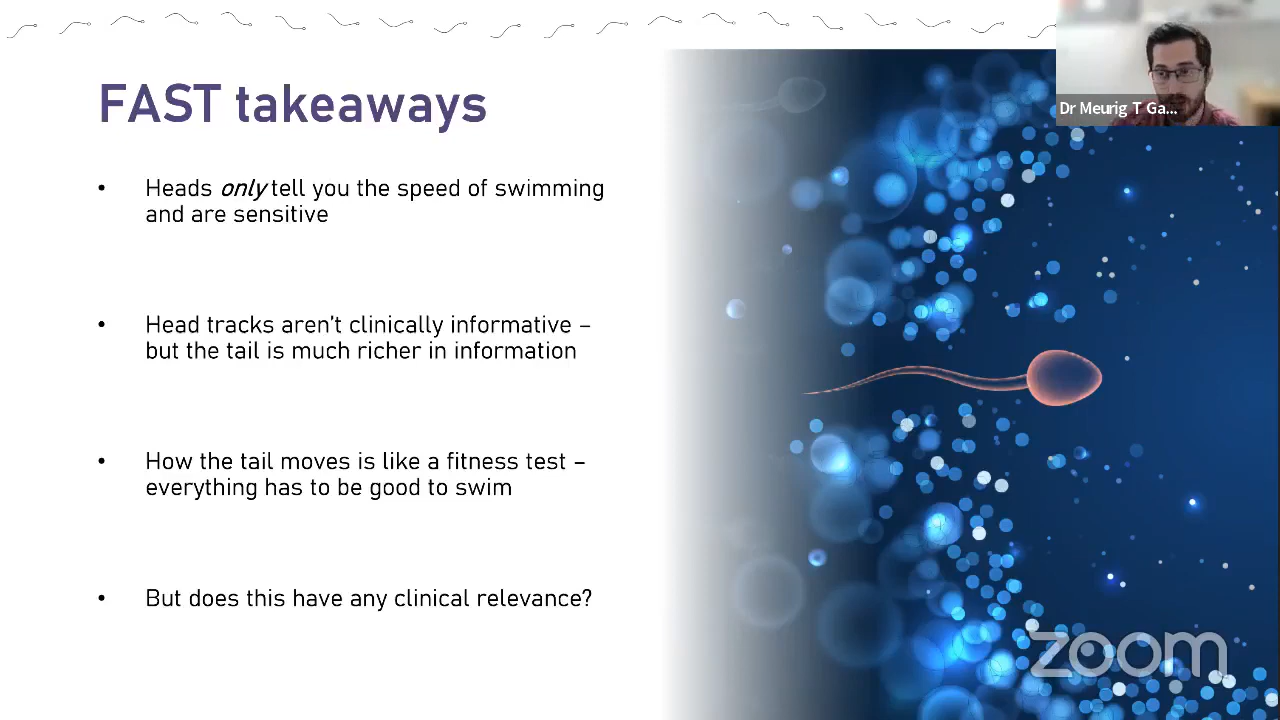 Dr Meurig T Ga...
FAST takeaways
• Heads only tell you the speed of swimming
and are sensitive
• Head tracks aren't clinically informative –
but the tail is much richer in information
• How the tail moves is like a fitness test –
everything has to be good to swim
• But does this have any clinical relevance?
zoom